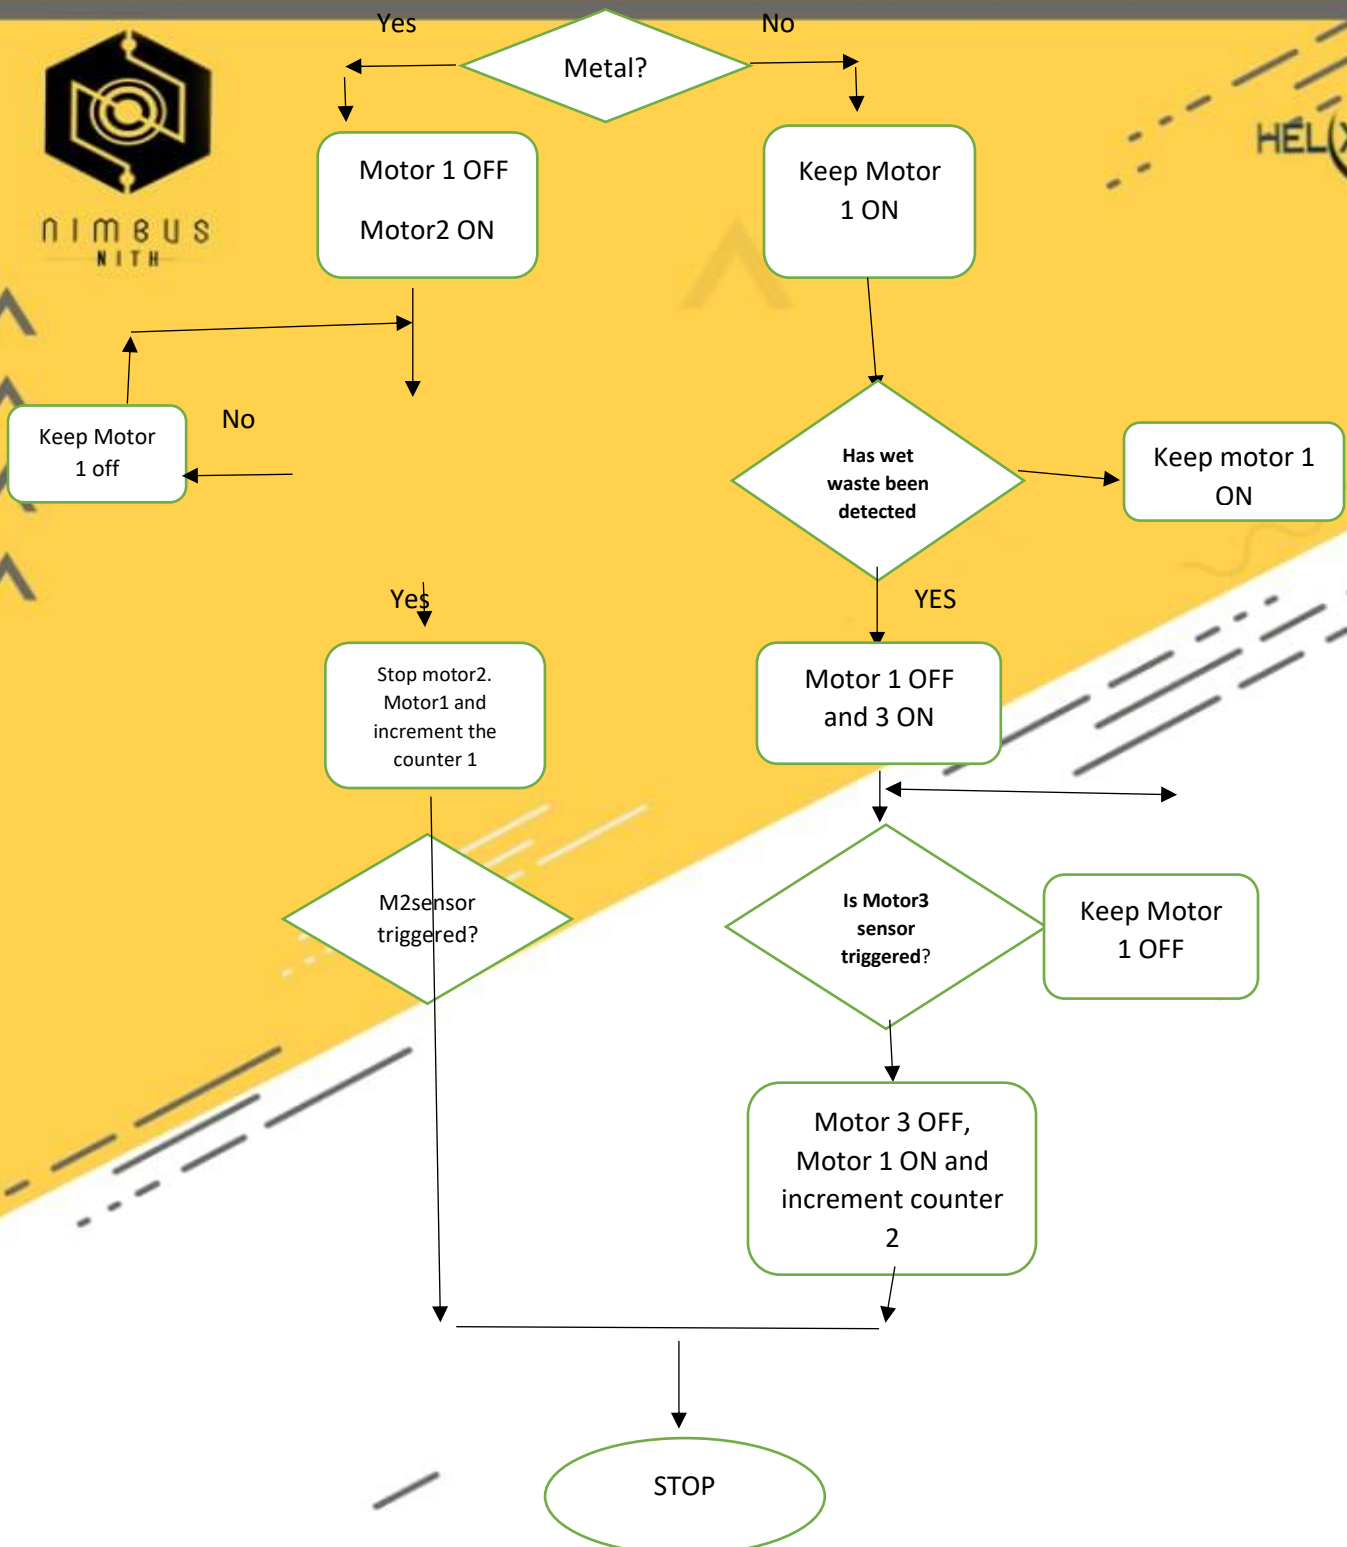 Yes
No
Metal?
NIMBUS
NITH
Motor 1 OFF
Motor2 ON
Keep Motor
1 ON
Keep Motor
1 off
No
Has wet
waste been
detected
Keep motor 1
ON
Yes
YES
Stop motor2.
Motor1 and
increment the
counter 1
Motor 1 OFF
and 3 ON
M2sensor
triggered?
Is Motor3
sensor
triggered?
Keep Motor
1 OFF
Motor 3 OFF,
Motor 1 ON and
increment counter
2
STOP